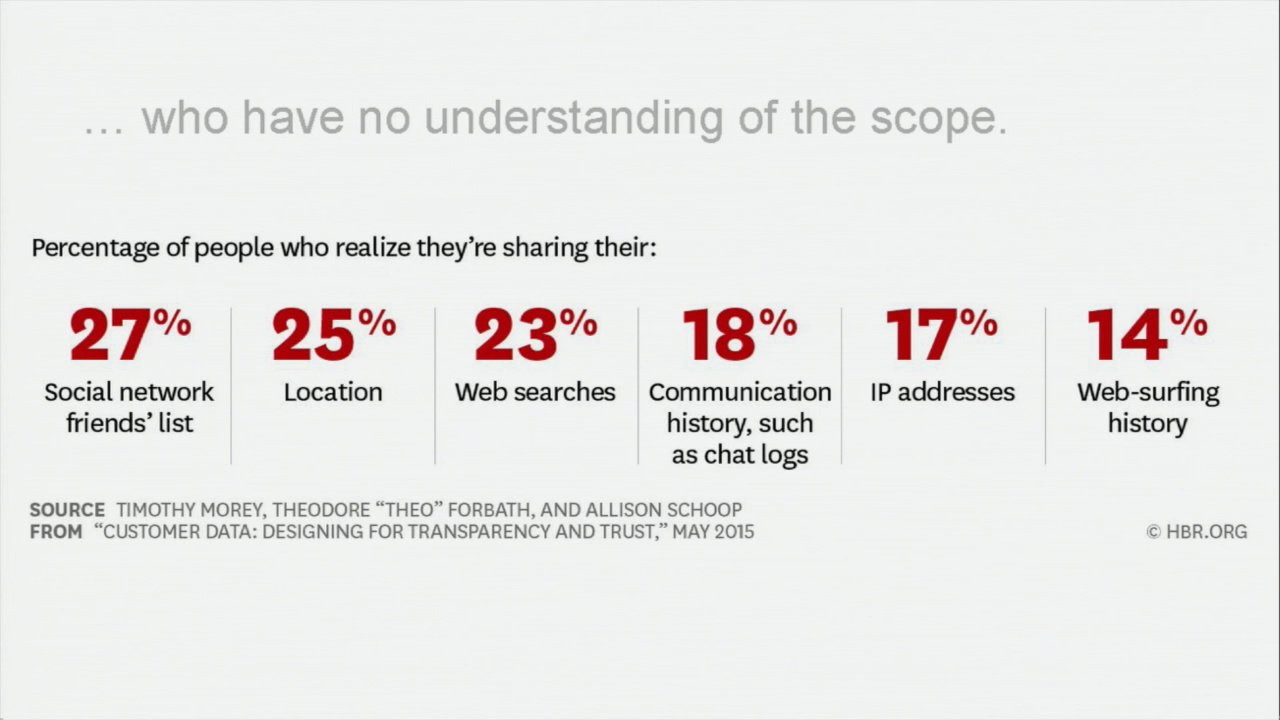 … who have no understanding of the scope.
Percentage of people who realize they’re sharing their:
27%
Social network
friends’ list
25%
Location
23%
Web searches
18%
Communication
history, such
as chat logs
17%
IP addresses
14%
Web-surfing
history
SOURCE TIMOTHY MOREY, THEODORE “THEO” FORBATH, AND ALLISON SCHOOP
FROM “CUSTOMER DATA: DESIGNING FOR TRANSPARENCY AND TRUST,” MAY 2015
© HBR.ORG